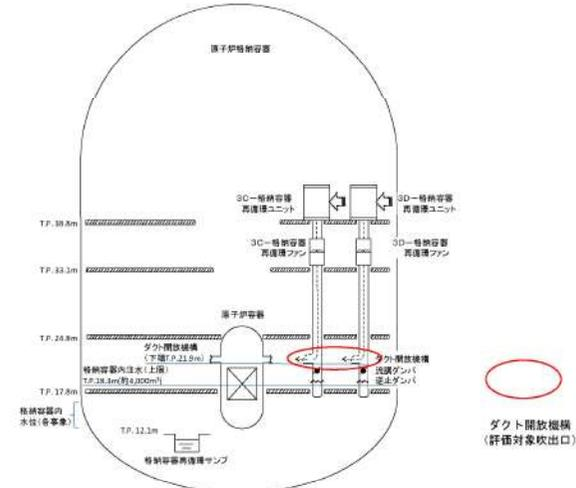 原子炉格納容器
3C-格納容器
再循環ユニット
3D-格納容器
再循環ユニット
T.P.38.8m
3C-格納容器
再循環ファン
3D-格納容器
再循環ファン
T.P.33.1m
原子炉容器
T.P.24.8m
ダクト開放機構
(下端T.P.21.9m)
ダクト開放機構
格納容器内注水(上限)
流調ダンパ
T.P.18.3m(約4,000m³)
逆止ダンパ
T.P.17.8m
格納容器内
水位(各事象)
T.P. 12.1m
格納容器再循環サンプ
ダクト開放機構
(評価対象吹出口)